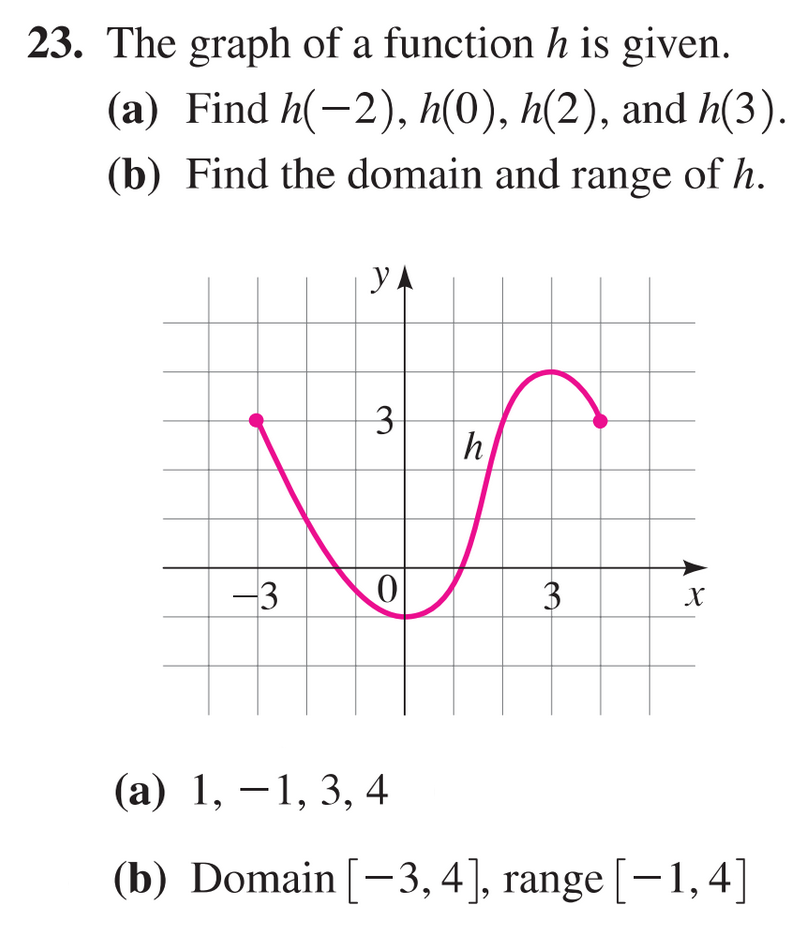 23. The graph of a function h is given.
(a) Find h(−2), h(0), h(2), and h(3).
(b) Find the domain and range of h.
y
3
h
−3
0
3
x
(a) 1, −1, 3, 4
(b) Domain [−3, 4], range [−1, 4]